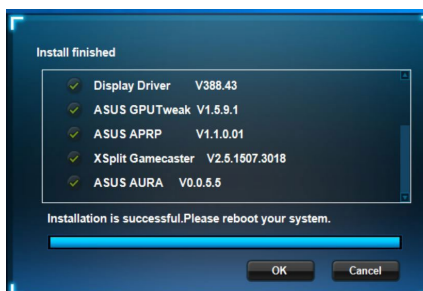 Install finished
Display Driver V388.43
ASUS GPUTweak V1.5.9.1
ASUS APRP V1.1.0.01
XSplit Gamecaster V2.5.1507.3018
ASUS AURA V0.0.5.5
Installation is successful.Please reboot your system.
OK Cancel